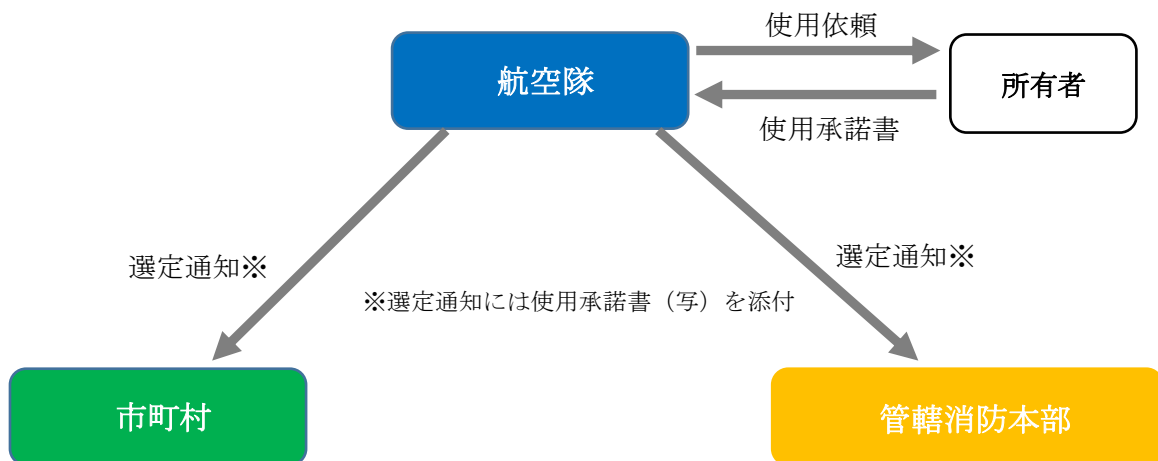 使用依頼
航空隊
所有者
使用承諾書
選定通知※
選定通知※
※選定通知には使用承諾書（写）を添付
市町村
管轄消防本部